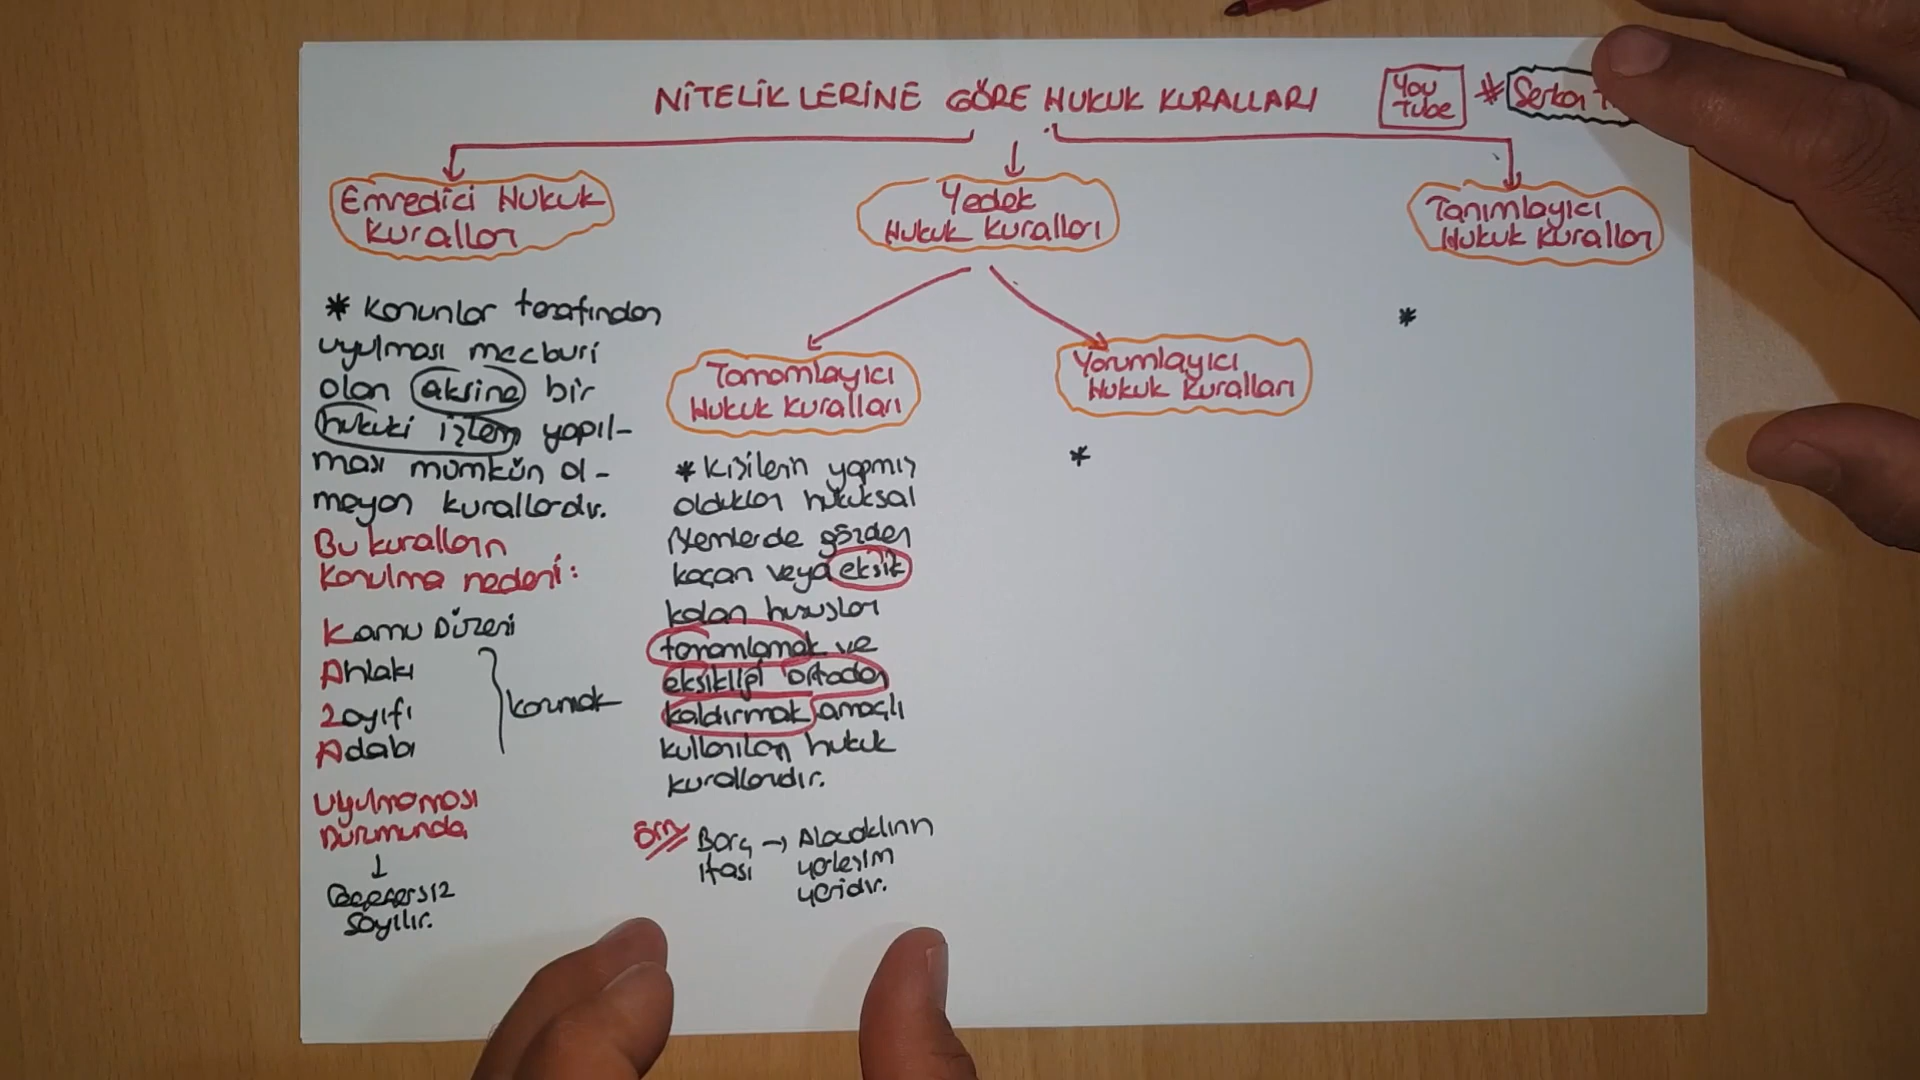 NİTELİKLERİNE GÖRE HUKUK KURALLARI
You
Tube
* Serkan
Emredici Hukuk
Kuralları
* Kanunlar tarafından
uyulması mecburi
olan aksine bir
hukuki işlem yapıl-
ması mümkün ol-
mayan kurallardır.
Bu kuralların
Konulma nedeni:
Kamu Düzeni
Ahlakı
Zayıfı
Adabı
Korumak
Uyulmaması
Durumunda
Geçersiz
Sayılır.
Yedek
Hukuk Kuralları
Tamamlayıcı
Hukuk Kuralları
* Kişilerin yapmış
oldukları hukuksal
işlemlerde gözden
kaçan veya eksik
kalan hususları
tamamlamak ve
eksikliği ortadan
kaldırmak amaçlı
kullanılan hukuk
kurallarıdır.
Örn
Borç → Alacaklının
ifası yerleşim
yeridir.
Yorumlayıcı
Hukuk Kuralları
*
Tanımlayıcı
Hukuk Kuralları
*